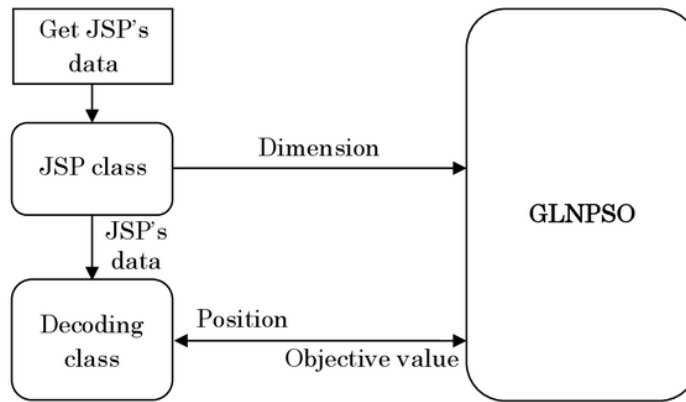 Get JSP's
data
JSP class
Dimension
GLNPSO
JSP's
data
Decoding
class
Position
Objective value